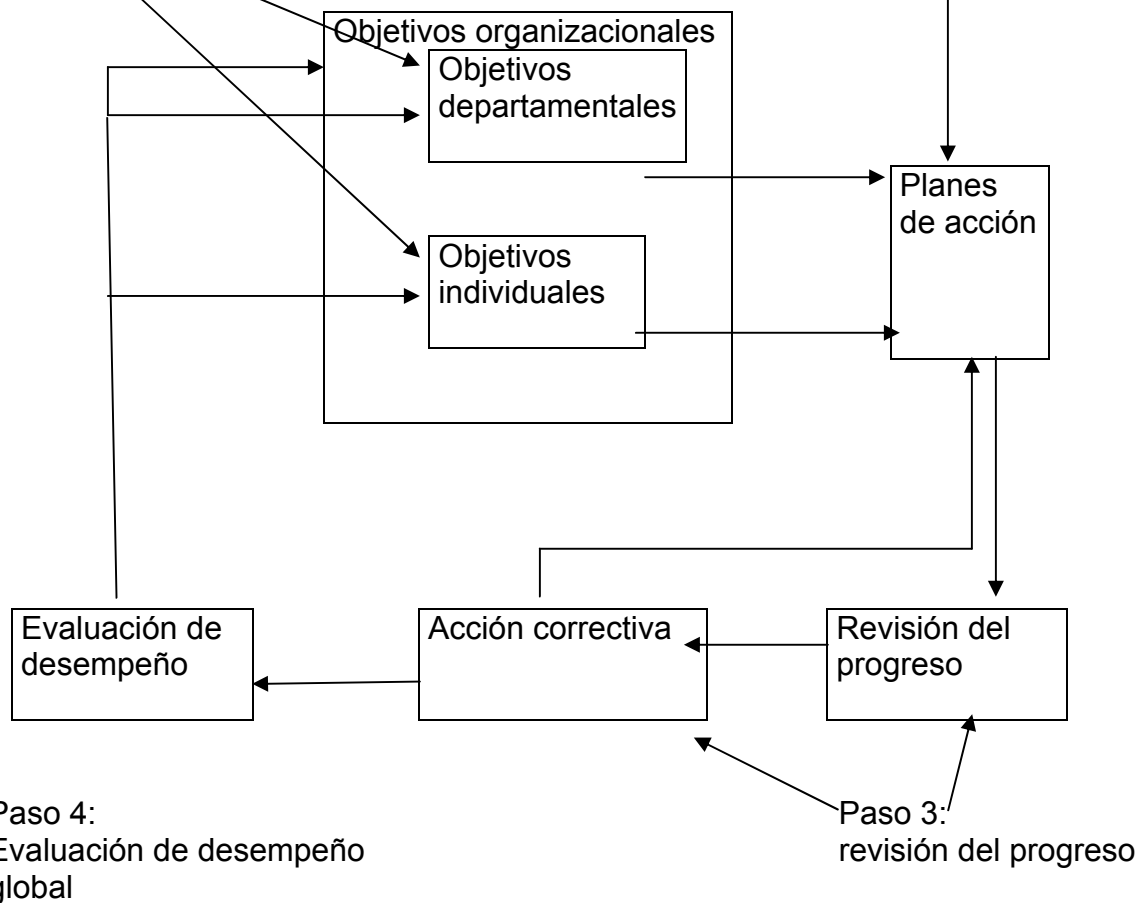 Objetivos organizacionales
Objetivos
departamentales
Planes
de acción
Objetivos
individuales
Evaluación de
desempeño
Acción correctiva
Revisión del
progreso
Paso 4:
Evaluación de desempeño
global
Paso 3:
revisión del progreso